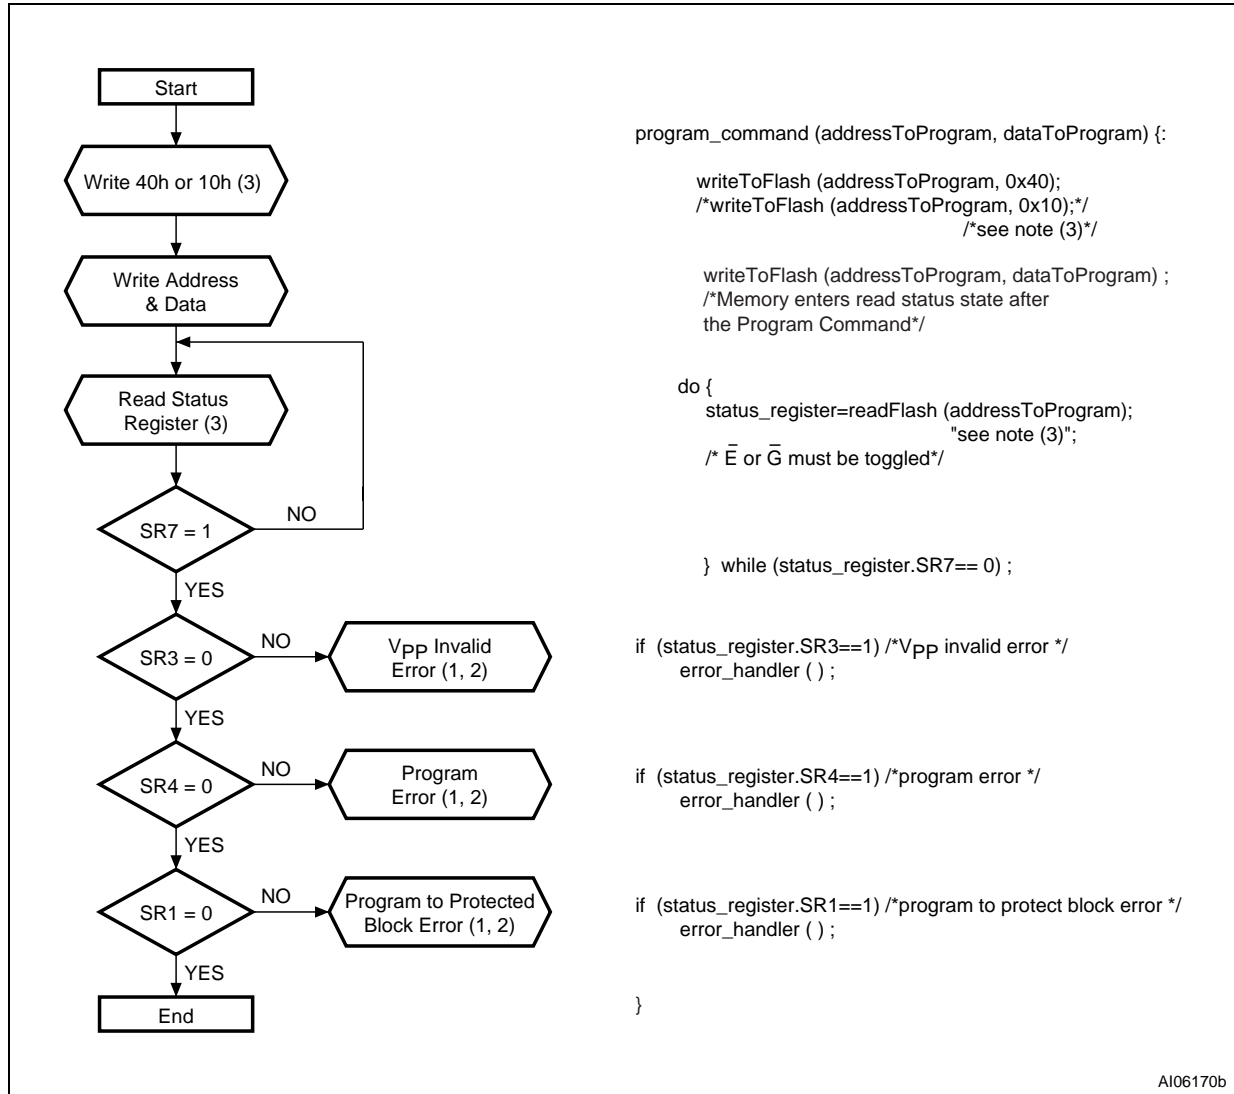 Start
Write 40h or 10h (3)
Write Address
& Data
Read Status
Register (3)
SR7 = 1
NO
YES
SR3 = 0
NO
VPP Invalid
Error (1, 2)
YES
SR4 = 0
NO
Program
Error (1, 2)
YES
SR1 = 0
NO
Program to Protected
Block Error (1, 2)
YES
End
program_command (addressToProgram, dataToProgram) {:
writeToFlash (addressToProgram, 0x40);
/*writeToFlash (addressToProgram, 0x10);*/
/*see note (3)*/
writeToFlash (addressToProgram, dataToProgram) ;
/*Memory enters read status state after
the Program Command*/
do {
status_register=readFlash (addressToProgram);
"see note (3)";
/* E̅ or G̅ must be toggled*/
} while (status_register.SR7== 0) ;
if (status_register.SR3==1) /*VPP invalid error */
error_handler ( ) ;
if (status_register.SR4==1) /*program error */
error_handler ( ) ;
if (status_register.SR1==1) /*program to protect block error */
error_handler ( ) ;
}
AI06170b